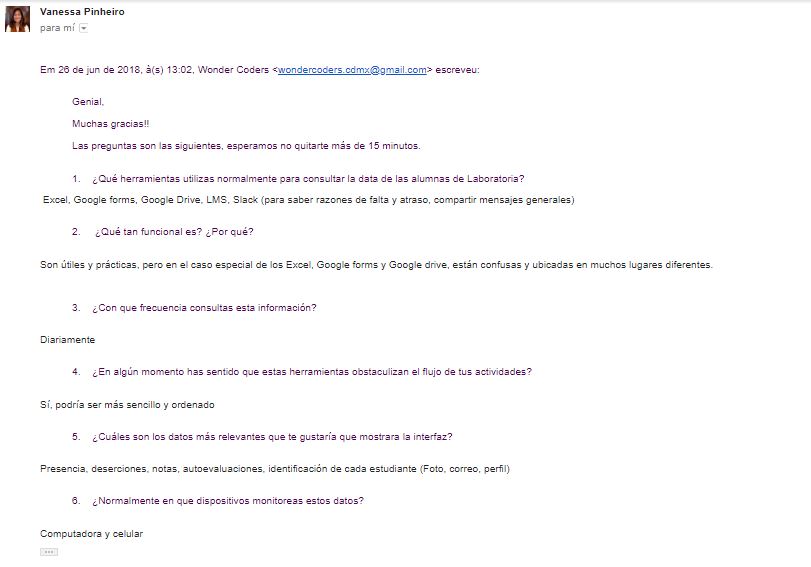 Vanessa Pinheiro
para mí
Em 26 de jun de 2018, à(s) 13:02, Wonder Coders <wondercoders.cdmx@gmail.com> escreveu:
Genial,
Muchas gracias!!
Las preguntas son las siguientes, esperamos no quitarte más de 15 minutos.
1. ¿Qué herramientas utilizas normalmente para consultar la data de las alumnas de Laboratoria?
Excel, Google forms, Google Drive, LMS, Slack (para saber razones de falta y atraso, compartir mensajes generales)
2. ¿Qué tan funcional es? ¿Por qué?
Son útiles y prácticas, pero en el caso especial de los Excel, Google forms y Google drive, están confusas y ubicadas en muchos lugares diferentes.
3. ¿Con que frecuencia consultas esta información?
Diariamente
4. ¿En algún momento has sentido que estas herramientas obstaculizan el flujo de tus actividades?
Sí, podría ser más sencillo y ordenado
5. ¿Cuáles son los datos más relevantes que te gustaría que mostrara la interfaz?
Presencia, deserciones, notas, autoevaluaciones, identificación de cada estudiante (Foto, correo, perfil)
6. ¿Normalmente en que dispositivos monitoreas estos datos?
Computadora y celular